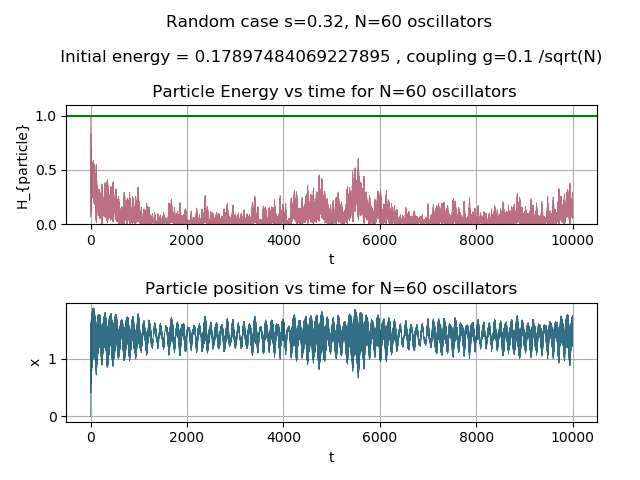 Random case s=0.32, N=60 oscillators
Initial energy = 0.17897484069227895 , coupling g=0.1 /sqrt(N)
Particle Energy vs time for N=60 oscillators
H_{particle}
1.0
0.5
0.0
0 2000 4000 6000 8000 10000
t
Particle position vs time for N=60 oscillators
x
1
0
0 2000 4000 6000 8000 10000
t